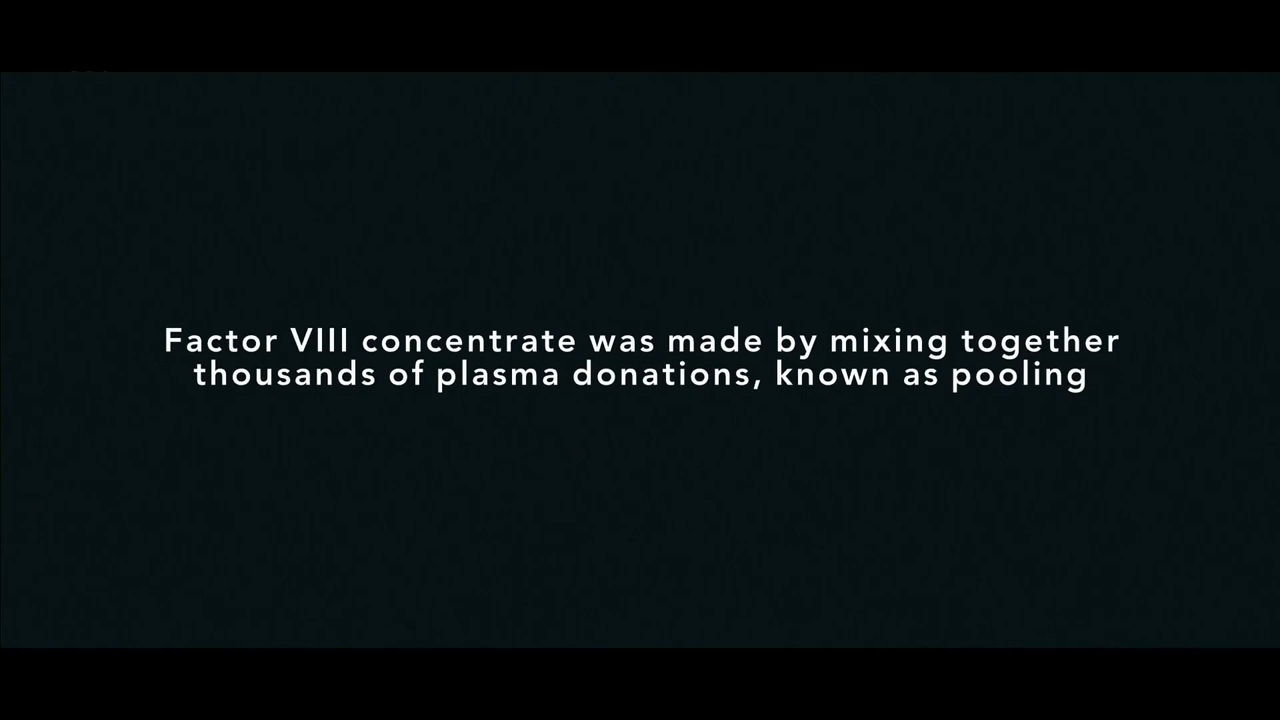 Factor VIII concentrate was made by mixing together
thousands of plasma donations, known as pooling